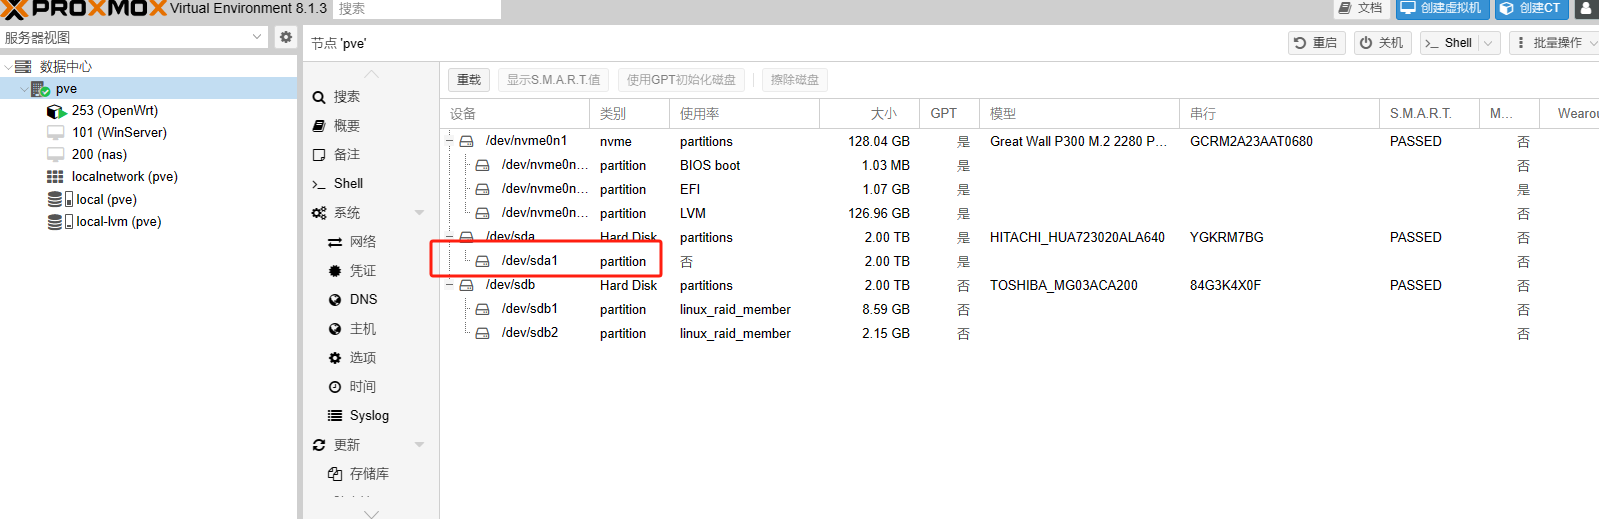 PROXMOX Virtual Environment 8.1.3 搜索 文档 创建虚拟机 创建CT
服务器视图
节点 'pve' 重启 关机 Shell 批量操作
数据中心
pve
253 (OpenWrt)
101 (WinServer)
200 (nas)
localnetwork (pve)
local (pve)
local-lvm (pve)
搜索
概要
备注
Shell
系统
网络
凭证
DNS
主机
选项
时间
Syslog
更新
存储库
重载 显示S.M.A.R.T.值 使用GPT初始化磁盘 擦除磁盘
设备 类别 使用率 大小 GPT 模型 串行 S.M.A.R.T. M... Wearou
/dev/nvme0n1 nvme partitions 128.04 GB 是 Great Wall P300 M.2 2280 P... GCRM2A23AAT0680 PASSED 否
/dev/nvme0n... partition BIOS boot 1.03 MB 是 否
/dev/nvme0n... partition EFI 1.07 GB 是 是
/dev/nvme0n... partition LVM 126.96 GB 是 否
/dev/sda Hard Disk partitions 2.00 TB 是 HITACHI_HUA723020ALA640 YGKRM7BG PASSED 否
/dev/sda1 partition 否 2.00 TB 是 否
/dev/sdb Hard Disk partitions 2.00 TB 否 TOSHIBA_MG03ACA200 84G3K4X0F PASSED 否
/dev/sdb1 partition linux_raid_member 8.59 GB 否 否
/dev/sdb2 partition linux_raid_member 2.15 GB 否 否